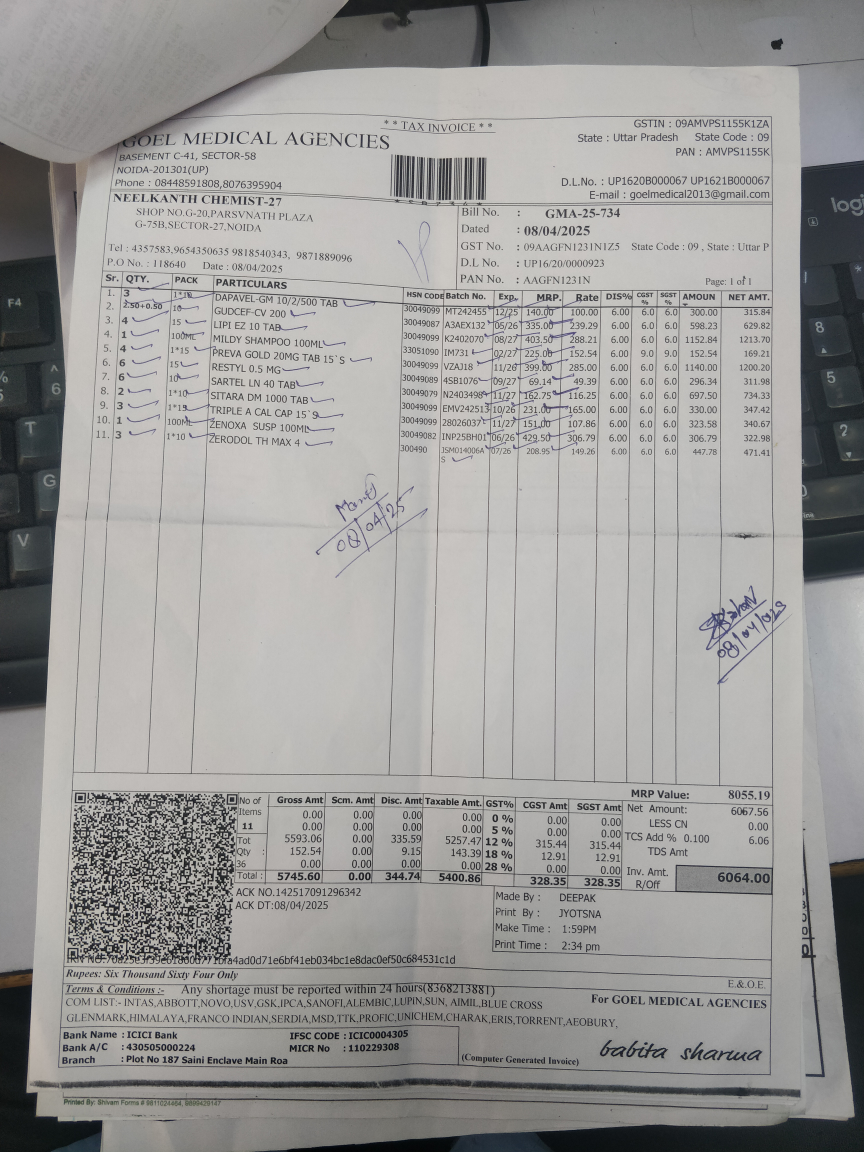 * * TAX INVOICE * *
GOEL MEDICAL AGENCIES
BASEMENT C-41, SECTOR-58
NOIDA-201301(UP)
Phone : 08448591808,8076395904
GSTIN : 09AMVPS1155K1ZA
State : Uttar Pradesh State Code : 09
PAN : AMVPS1155K
D.L.No. : UP1620B000067 UP1621B000067
E-mail : goelmedical2013@gmail.com
NEELKANTH CHEMIST-27
SHOP NO.G-20,PARSVNATH PLAZA
G-75B,SECTOR-27,NOIDA
Tel : 4357583,9654350635 9818540343, 9871889096
P.O No. : 118640 Date : 08/04/2025
Bill No. : GMA-25-734
Dated : 08/04/2025
GST No. : 09AAGFN1231N1Z5 State Code : 09 , State : Uttar P
D.L No. : UP16/20/0000923
PAN No. : AAGFN1231N Page: 1 of 1
Sr. QTY. PACK PARTICULARS HSN CODE Batch No. Exp. MRP. Rate DIS% CGST % SGST % AMOUN NET AMT.
1. 3 1*10 DAPAVEL-GM 10/2/500 TAB 30049099 MT242455 12/25 140.00 100.00 6.00 6.0 6.0 300.00 315.84
2. 2.50+0.50 10 GUDCEF-CV 200 30049087 A3AEX132 05/26 335.00 239.29 6.00 6.0 6.0 598.23 629.82
3. 4 15 LIPI EZ 10 TAB 30049099 K2402070 08/27 403.50 288.21 6.00 6.0 6.0 1152.84 1213.70
4. 1 100ML MILDY SHAMPOO 100ML 33051090 IM731 02/27 225.00 152.54 6.00 9.0 9.0 152.54 169.21
5. 4 1*15 PREVA GOLD 20MG TAB 15`S 30049099 VZAJ18 11/26 399.00 285.00 6.00 6.0 6.0 1140.00 1200.20
6. 6 15 RESTYL 0.5 MG 30049089 4SB1076 09/27 69.14 49.39 6.00 6.0 6.0 296.34 311.98
7. 6 10 SARTEL LN 40 TAB 30049079 N2403498 11/27 162.75 116.25 6.00 6.0 6.0 697.50 734.33
8. 2 1*10 SITARA DM 1000 TAB 30049099 EMV242513 10/26 231.00 165.00 6.00 6.0 6.0 330.00 347.42
9. 3 1*15 TRIPLE A CAL CAP 15`S 30049099 28026037 11/27 151.00 107.86 6.00 6.0 6.0 323.58 340.67
10. 1 100ML ZENOXA SUSP 100ML 30049082 INP25BH01 06/26 429.50 306.79 6.00 6.0 6.0 306.79 322.98
11. 3 1*10 ZERODOL TH MAX 4 300490 JSM014006A 07/26 208.95 149.26 6.00 6.0 6.0 447.78 471.41
S
08/04/25
MRP Value: 8055.19
No of Items Gross Amt Scm. Amt Disc. Amt Taxable Amt. GST% CGST Amt SGST Amt
0.00 0.00 0.00 0.00 0 % 0.00 0.00
11 0.00 0.00 0.00 0.00 5 % 0.00 0.00
Tot 5593.06 0.00 335.59 5257.47 12 % 315.44 315.44
Qty : 152.54 0.00 9.15 143.39 18 % 12.91 12.91
36 0.00 0.00 0.00 0.00 28 % 0.00 0.00
Total : 5745.60 0.00 344.74 5400.86 328.35 328.35
Net Amount: 6067.56
LESS CN 0.00
TCS Add % 0.100 6.06
TDS Amt
Inv. Amt. R/Off 6064.00
ACK NO.142517091296342
ACK DT:08/04/2025
Made By : DEEPAK
Print By : JYOTSNA
Make Time : 1:59PM
Print Time : 2:34 pm
Rupees: Six Thousand Sixty Four Only
E.& O.E.
Terms & Conditions :- Any shortage must be reported within 24 hours(8368213881)
COM LIST:- INTAS,ABBOTT,NOVO,USV,GSK,IPCA,SANOFI,ALEMBIC,LUPIN,SUN, AIMIL,BLUE CROSS
GLENMARK,HIMALAYA,FRANCO INDIAN,SERDIA,MSD,TTK,PROFIC,UNICHEM,CHARAK,ERIS,TORRENT,AEOBURY,
For GOEL MEDICAL AGENCIES
Bank Name : ICICI Bank IFSC CODE : ICIC0004305
Bank A/C : 430505000224 MICR No : 110229308
Branch : Plot No 187 Saini Enclave Main Roa
(Computer Generated Invoice)
babita sharma